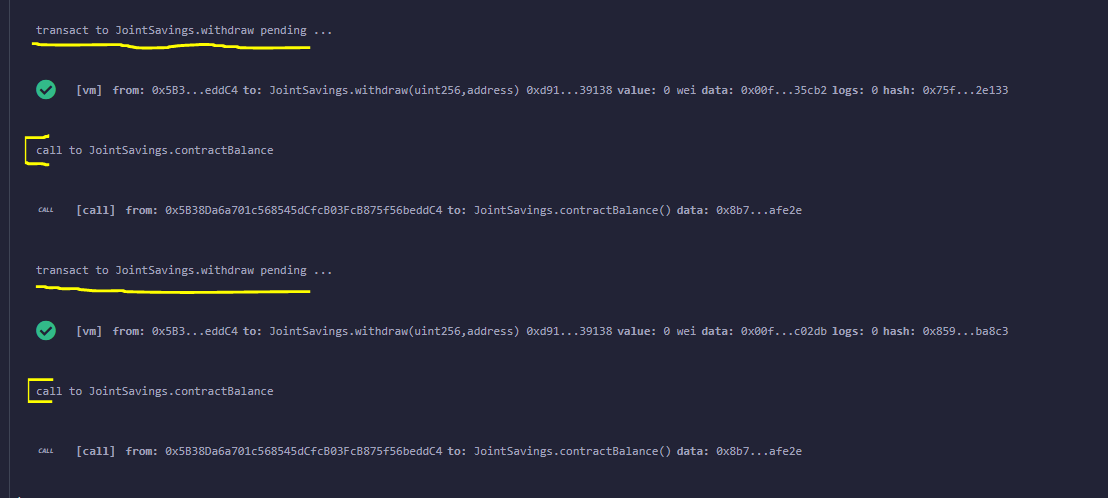 transact to JointSavings.withdraw pending ...
[vm] from: 0x5B3...eddC4 to: JointSavings.withdraw(uint256,address) 0xd91...39138 value: 0 wei data: 0x00f...35cb2 logs: 0 hash: 0x75f...2e133
call to JointSavings.contractBalance
CALL [call] from: 0x5B38Da6a701c568545dCfcB03FcB875f56beddC4 to: JointSavings.contractBalance() data: 0x8b7...afe2e
transact to JointSavings.withdraw pending ...
[vm] from: 0x5B3...eddC4 to: JointSavings.withdraw(uint256,address) 0xd91...39138 value: 0 wei data: 0x00f...c02db logs: 0 hash: 0x859...ba8c3
call to JointSavings.contractBalance
CALL [call] from: 0x5B38Da6a701c568545dCfcB03FcB875f56beddC4 to: JointSavings.contractBalance() data: 0x8b7...afe2e